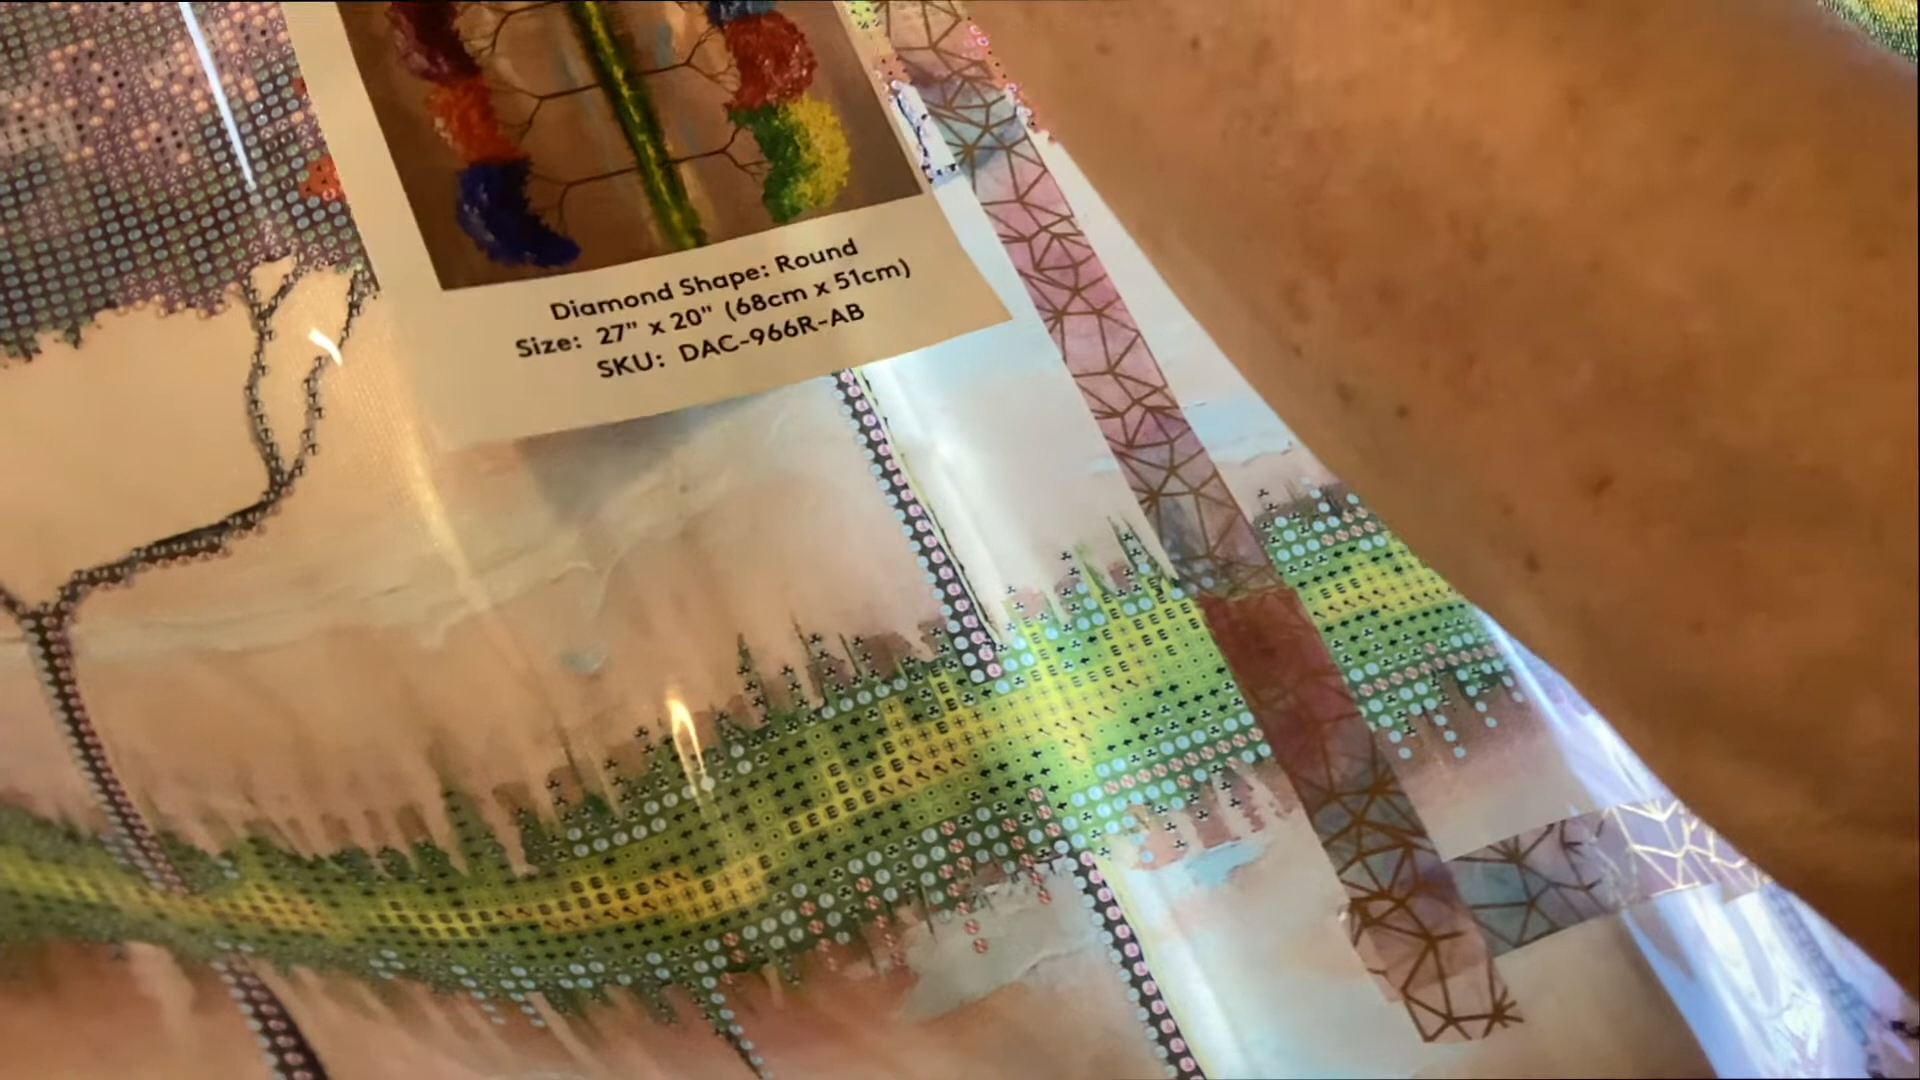 Diamond Shape: Round
Size: 27" x 20" (68cm x 51cm)
SKU: DAC-966R-AB